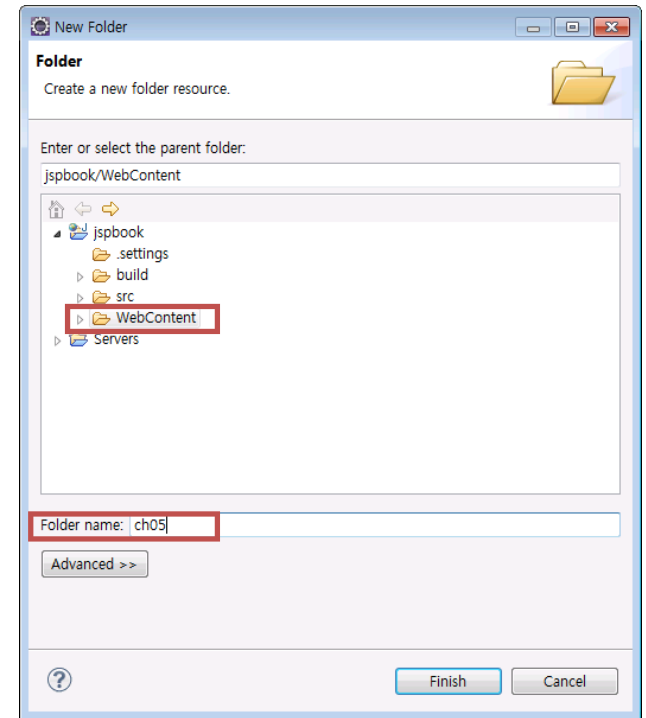 New Folder
Folder
Create a new folder resource.
Enter or select the parent folder:
jspbook/WebContent
jspbook
.settings
build
src
WebContent
Servers
Folder name: ch05
Advanced >>
?
Finish Cancel